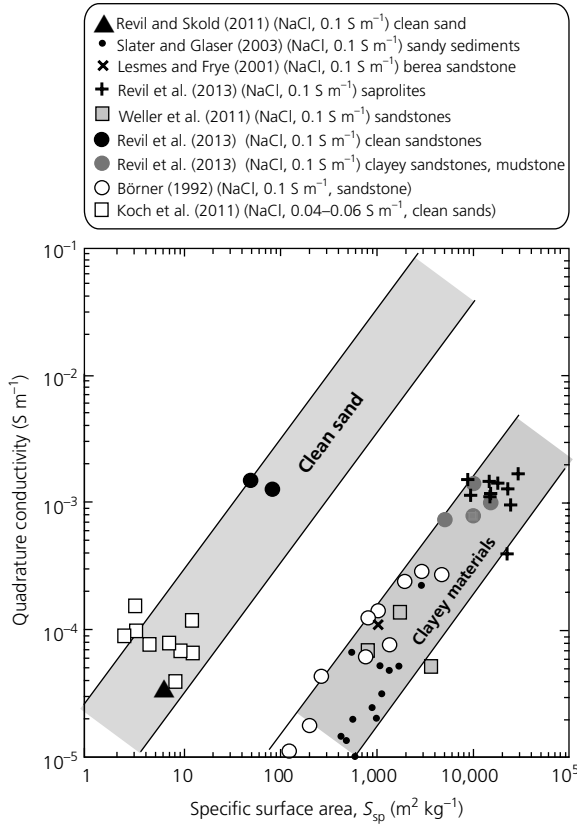 Revil and Skold (2011) (NaCl, 0.1 S m⁻¹) clean sand
Slater and Glaser (2003) (NaCl, 0.1 S m⁻¹) sandy sediments
Lesmes and Frye (2001) (NaCl, 0.1 S m⁻¹) berea sandstone
Revil et al. (2013) (NaCl, 0.1 S m⁻¹) saprolites
Weller et al. (2011) (NaCl, 0.1 S m⁻¹) sandstones
Revil et al. (2013) (NaCl, 0.1 S m⁻¹) clean sandstones
Revil et al. (2013) (NaCl, 0.1 S m⁻¹) clayey sandstones, mudstone
Börner (1992) (NaCl, 0.1 S m⁻¹, sandstone)
Koch et al. (2011) (NaCl, 0.04–0.06 S m⁻¹, clean sands)
10⁻¹
10⁻²
10⁻³
10⁻⁴
10⁻⁵
Quadrature conductivity (S m⁻¹)
Clean sand
Clayey materials
1 10 100 1,000 10,000 10⁵
Specific surface area, Ssp (m² kg⁻¹)